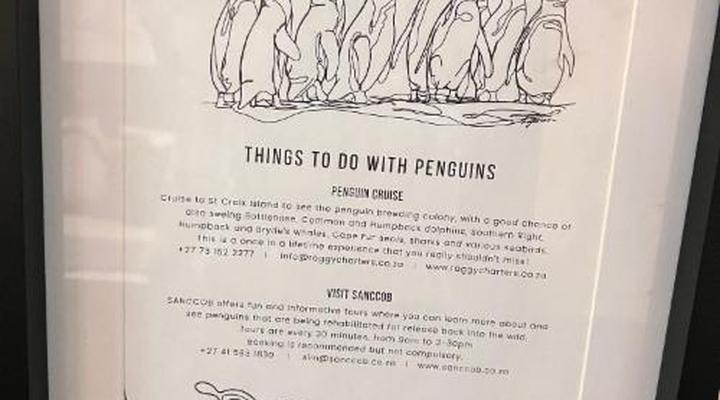 THINGS TO DO WITH PENGUINS
PENGUIN CRUISE
Cruise to St Croix Island to see the penguin breeding colony, with a good chance of
also seeing Bottlenose, Common and Humpback dolphins, Southern Right,
Humpback and Bryde's whales, Cape Fur seals, sharks and various seabirds.
This is a once in a lifetime experience that you really shouldn't miss!
+27 73 152 2277 | info@raggycharters.co.za | www.raggycharters.co.za
VISIT SANCCOB
SANCCOB offers fun and informative tours where you can learn more about and
see penguins that are being rehabilitated for release back into the wild.
Tours are every 30 minutes, from 9am to 3-30pm
Booking is recommended but not compulsory.
+27 41 583 1830 | @sanccob.co.za | www.sanccob.co.za